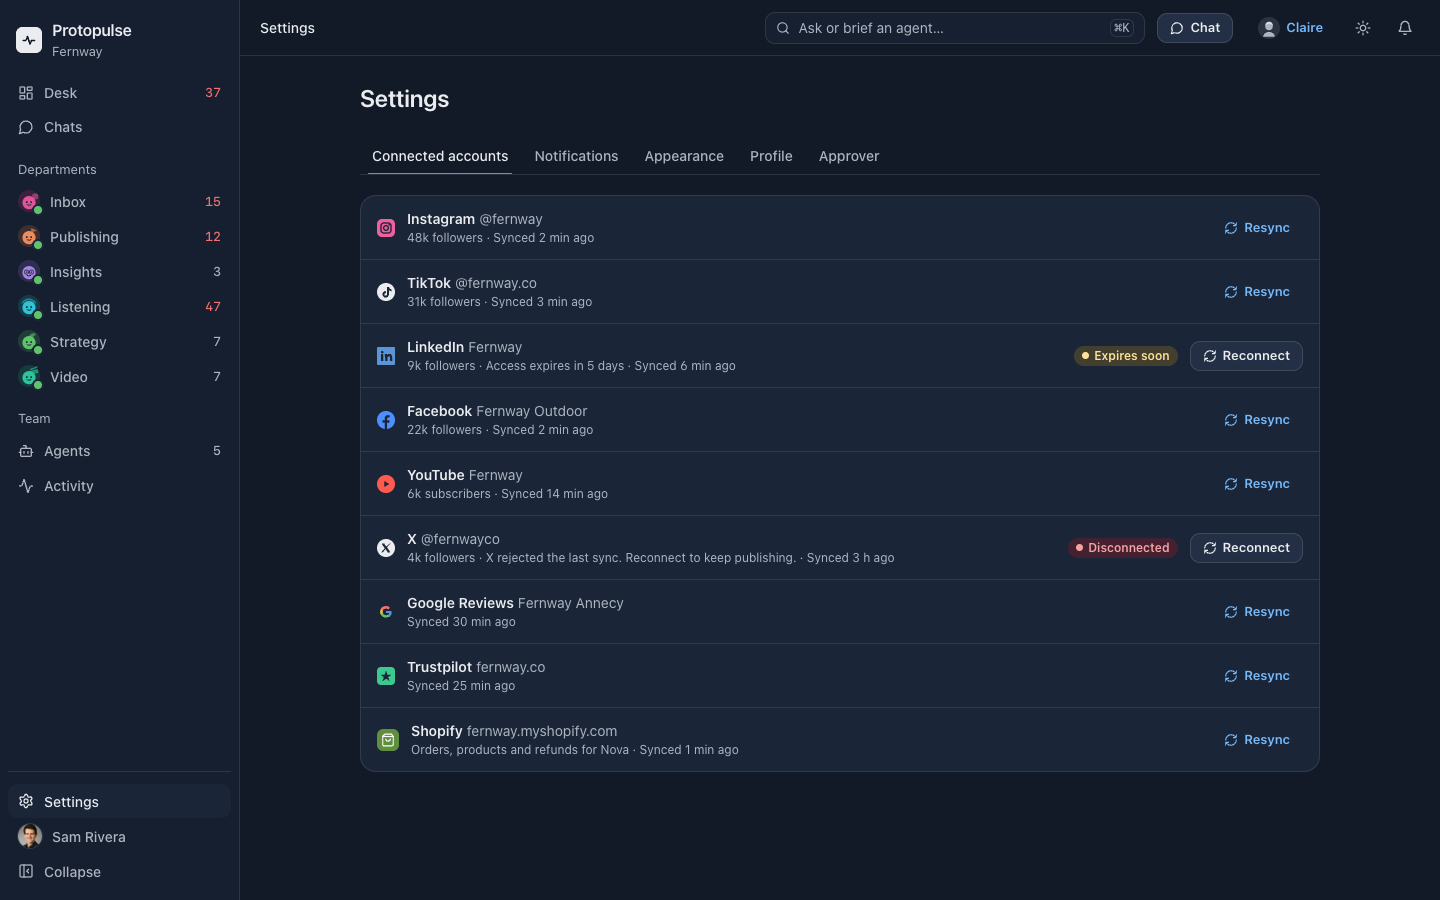 Protopulse
Fernway
Desk 37
Chats
Departments
Inbox 15
Publishing 12
Insights 3
Listening 47
Strategy 7
Video 7
Team
Agents 5
Activity
Settings
Sam Rivera
Collapse
Settings
Ask or brief an agent... ⌘K
Chat
Claire
Settings
Connected accounts Notifications Appearance Profile Approver
Instagram @fernway
48k followers · Synced 2 min ago
Resync
TikTok @fernway.co
31k followers · Synced 3 min ago
Resync
LinkedIn Fernway
9k followers · Access expires in 5 days · Synced 6 min ago
Expires soon
Reconnect
Facebook Fernway Outdoor
22k followers · Synced 2 min ago
Resync
YouTube Fernway
6k subscribers · Synced 14 min ago
Resync
X @fernwayco
4k followers · X rejected the last sync. Reconnect to keep publishing. · Synced 3 h ago
Disconnected
Reconnect
Google Reviews Fernway Annecy
Synced 30 min ago
Resync
Trustpilot fernway.co
Synced 25 min ago
Resync
Shopify fernway.myshopify.com
Orders, products and refunds for Nova · Synced 1 min ago
Resync